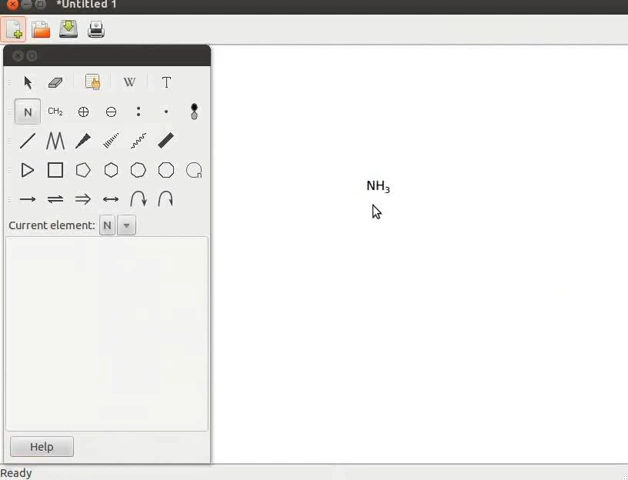 *Untitled 1
W T
N CH₂
n
Current element: N
NH₃
Help
Ready